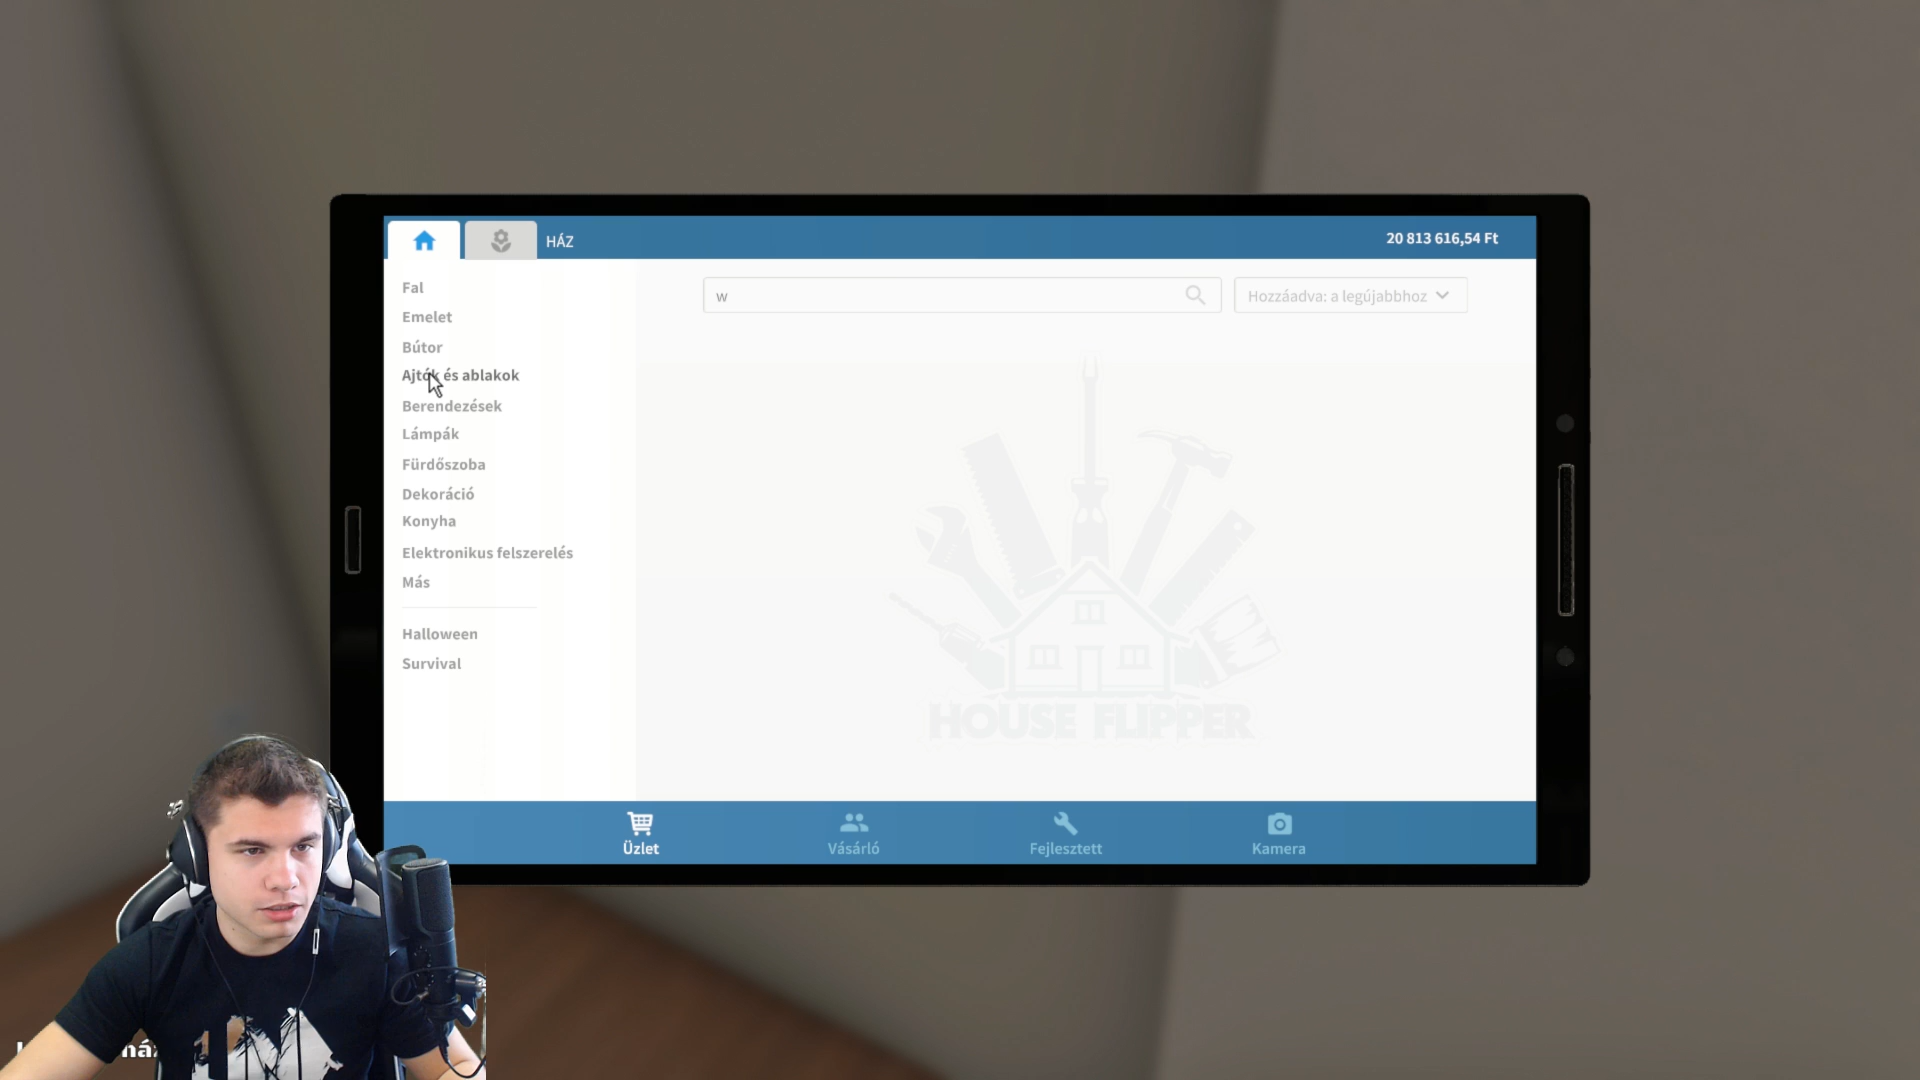 HÁZ
20 813 616,54 Ft
Fal
Emelet
Bútor
Ajtók és ablakok
Berendezések
Lámpák
Fürdőszoba
Dekoráció
Konyha
Elektronikus felszerelés
Más
Halloween
Survival
w
Hozzáadva: a legújabbhoz
HOUSE FLIPPER
Üzlet
Vásárló
Fejlesztett
Kamera